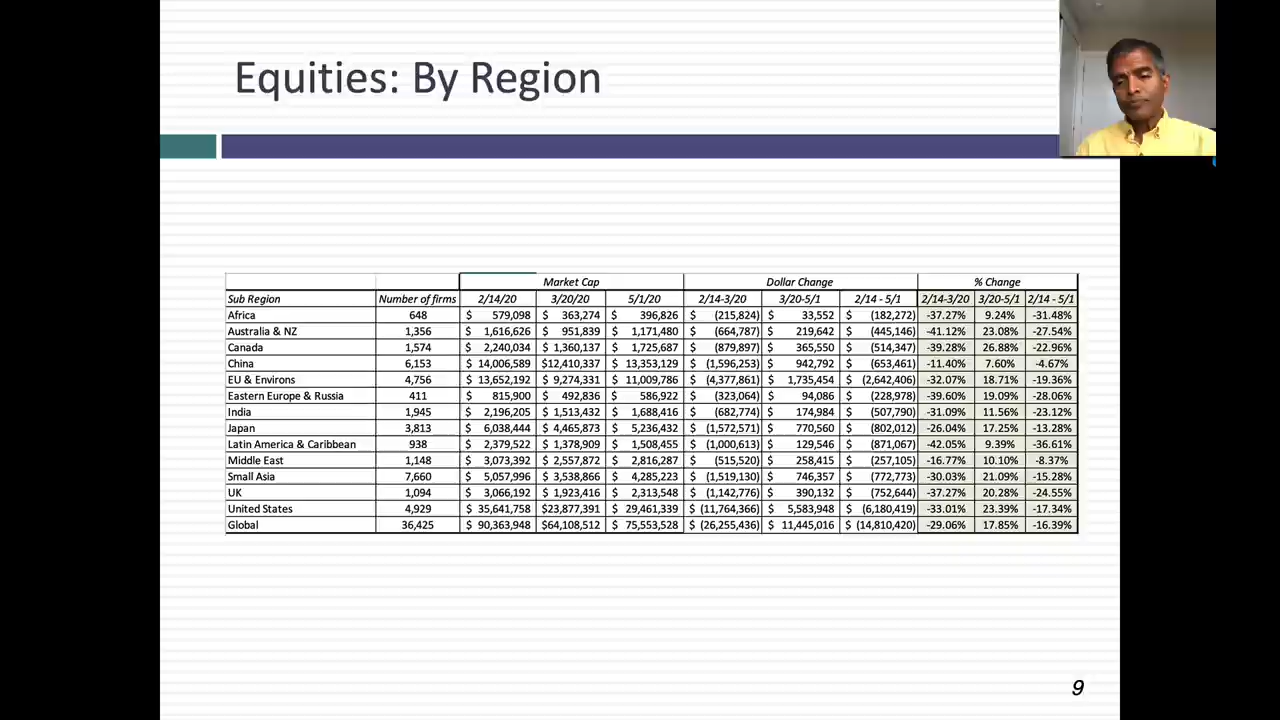 Equities: By Region
Market Cap Dollar Change % Change
Sub Region Number of firms 2/14/20 3/20/20 5/1/20 2/14-3/20 3/20-5/1 2/14 - 5/1 2/14-3/20 3/20-5/1 2/14 - 5/1
Africa 648 $ 579,098 $ 363,274 $ 396,826 $ (215,824) $ 33,552 $ (182,272) -37.27% 9.24% -31.48%
Australia & NZ 1,356 $ 1,616,626 $ 951,839 $ 1,171,480 $ (664,787) $ 219,642 $ (445,146) -41.12% 23.08% -27.54%
Canada 1,574 $ 2,240,034 $ 1,360,137 $ 1,725,687 $ (879,897) $ 365,550 $ (514,347) -39.28% 26.88% -22.96%
China 6,153 $ 14,006,589 $12,410,337 $ 13,353,129 $ (1,596,253) $ 942,792 $ (653,461) -11.40% 7.60% -4.67%
EU & Environs 4,756 $ 13,652,192 $ 9,274,331 $ 11,009,786 $ (4,377,861) $ 1,735,454 $ (2,642,406) -32.07% 18.71% -19.36%
Eastern Europe & Russia 411 $ 815,900 $ 492,836 $ 586,922 $ (323,064) $ 94,086 $ (228,978) -39.60% 19.09% -28.06%
India 1,945 $ 2,196,205 $ 1,513,432 $ 1,688,416 $ (682,774) $ 174,984 $ (507,790) -31.09% 11.56% -23.12%
Japan 3,813 $ 6,038,444 $ 4,465,873 $ 5,236,432 $ (1,572,571) $ 770,560 $ (802,012) -26.04% 17.25% -13.28%
Latin America & Caribbean 938 $ 2,379,522 $ 1,378,909 $ 1,508,455 $ (1,000,613) $ 129,546 $ (871,067) -42.05% 9.39% -36.61%
Middle East 1,148 $ 3,073,392 $ 2,557,872 $ 2,816,287 $ (515,520) $ 258,415 $ (257,105) -16.77% 10.10% -8.37%
Small Asia 7,660 $ 5,057,996 $ 3,538,866 $ 4,285,223 $ (1,519,130) $ 746,357 $ (772,773) -30.03% 21.09% -15.28%
UK 1,094 $ 3,066,192 $ 1,923,416 $ 2,313,548 $ (1,142,776) $ 390,132 $ (752,644) -37.27% 20.28% -24.55%
United States 4,929 $ 35,641,758 $23,877,391 $ 29,461,339 $ (11,764,366) $ 5,583,948 $ (6,180,419) -33.01% 23.39% -17.34%
Global 36,425 $ 90,363,948 $64,108,512 $ 75,553,528 $ (26,255,436) $ 11,445,016 $ (14,810,420) -29.06% 17.85% -16.39%
9